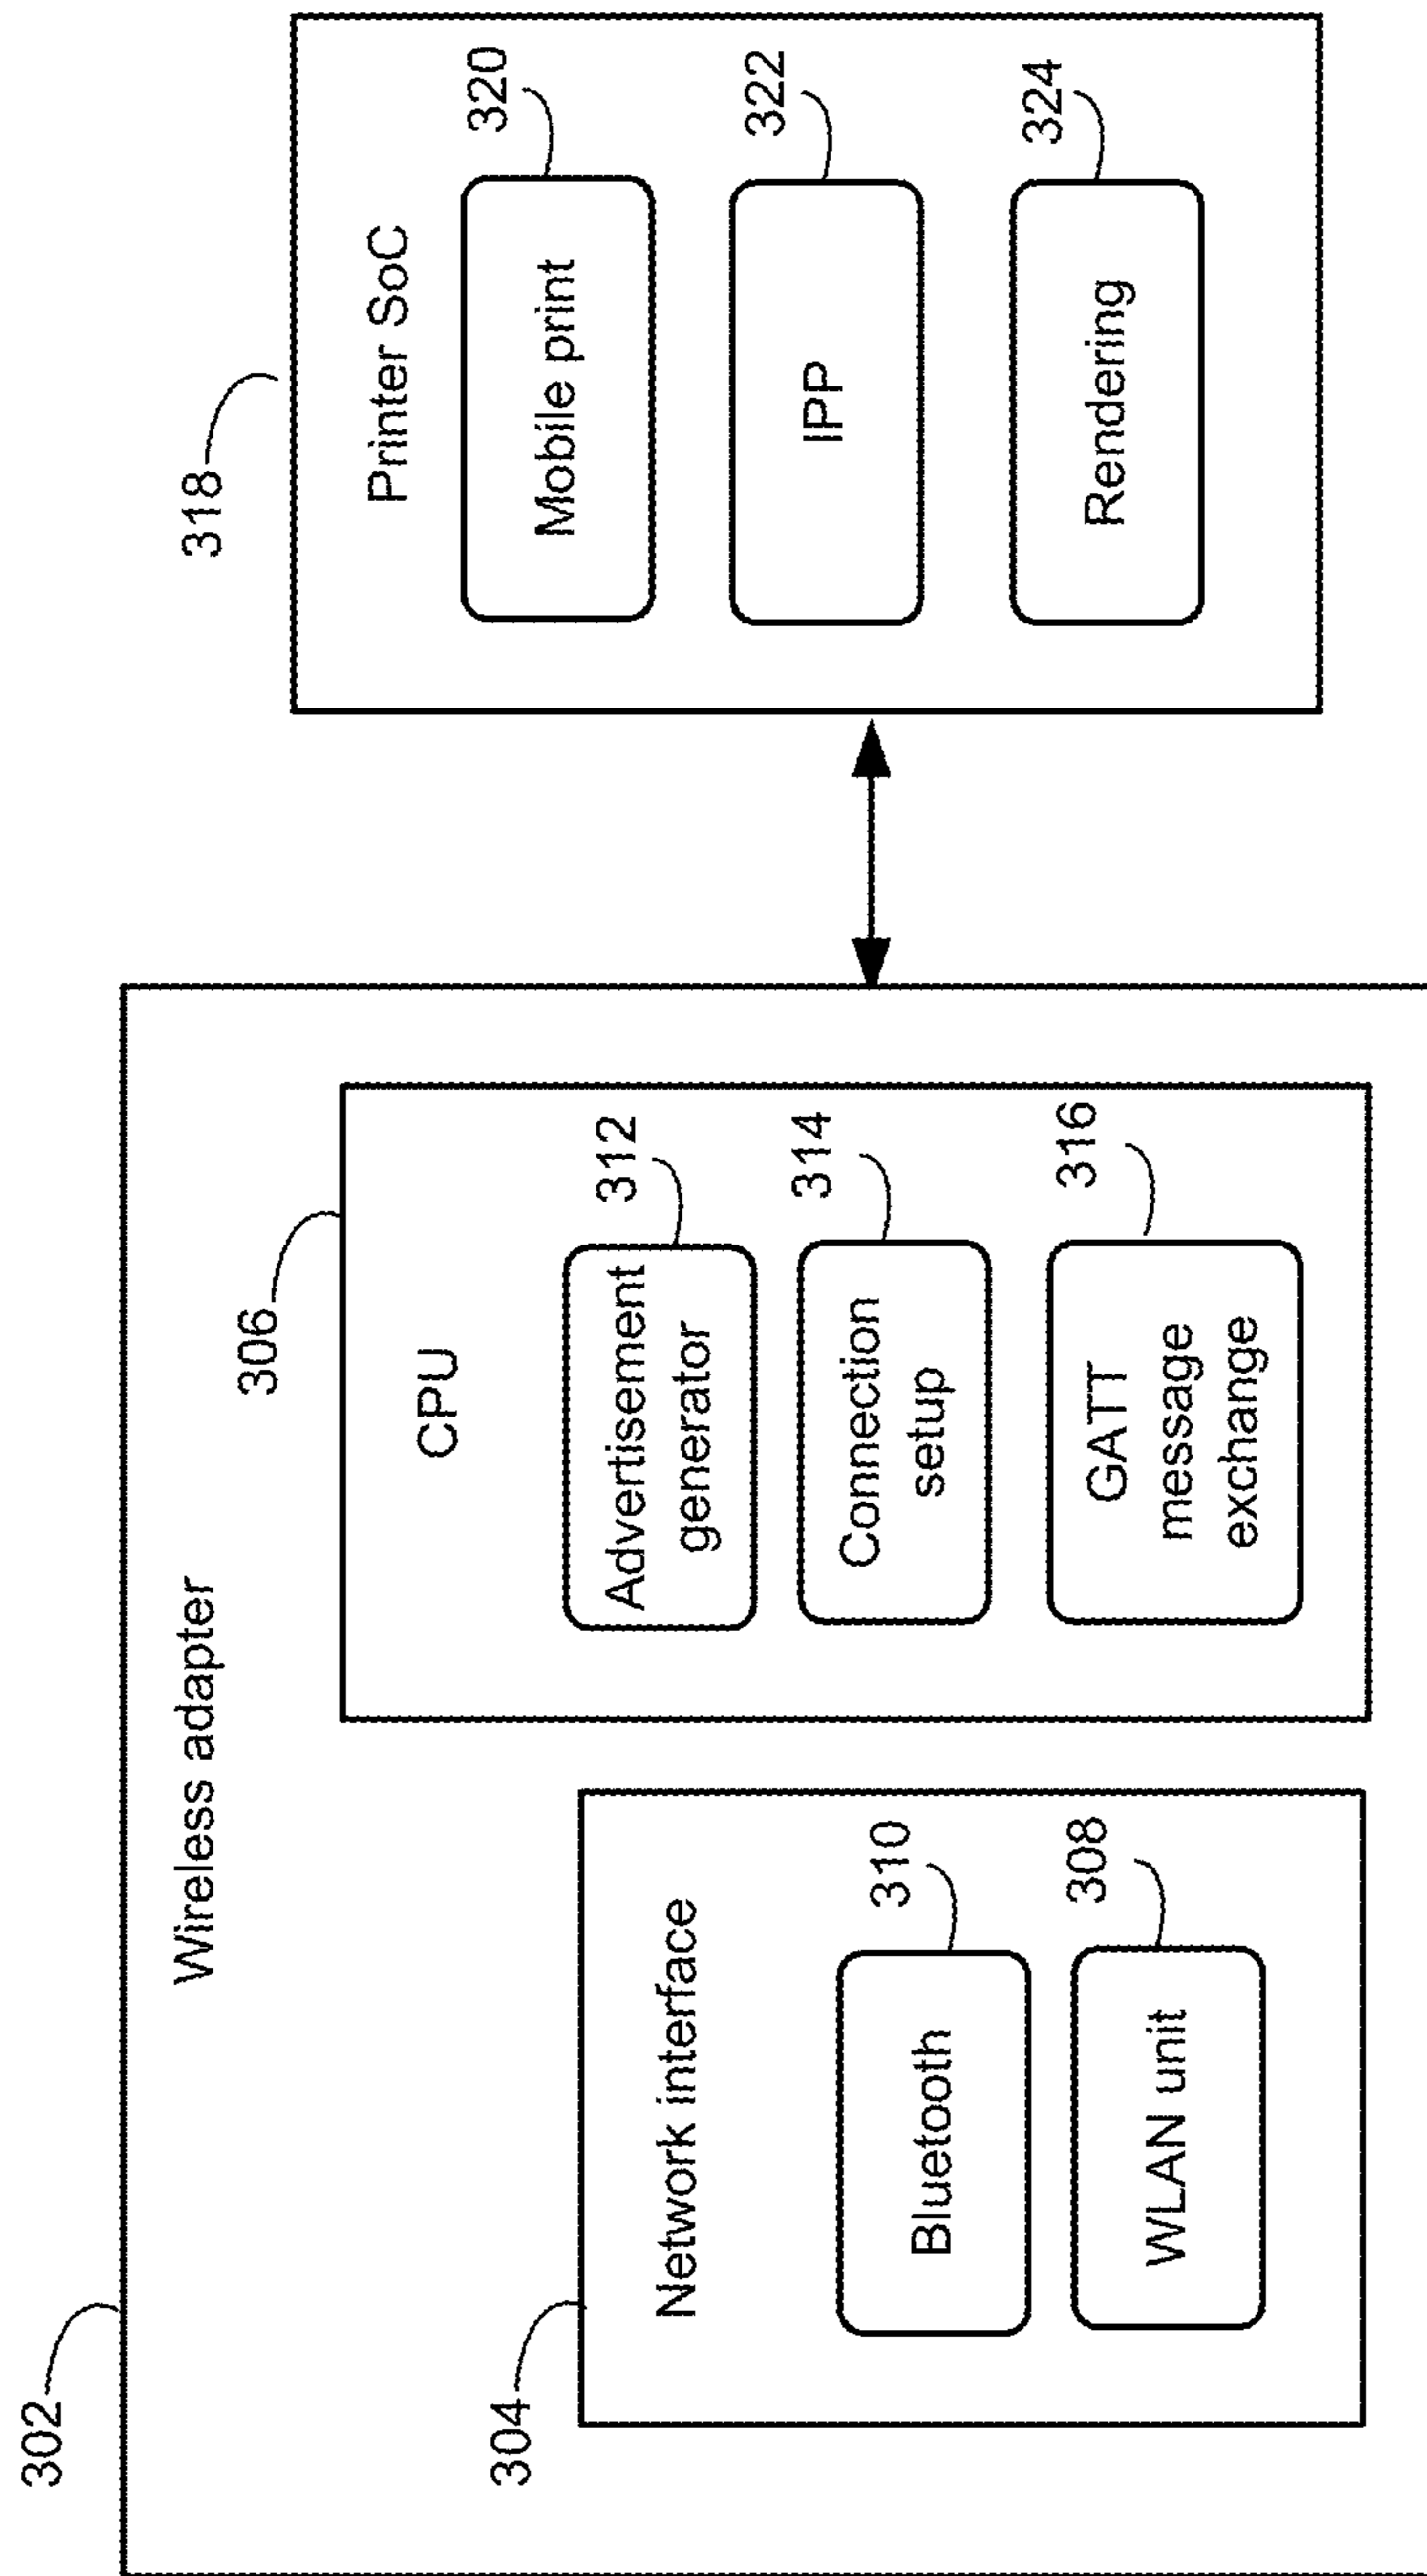 302
Wireless adapter
304
Network interface
310
Bluetooth
308
WLAN unit
306
CPU
312
Advertisement
generator
314
Connection
setup
316
GATT
message
exchange
318
Printer SoC
320
Mobile print
322
IPP
324
Rendering